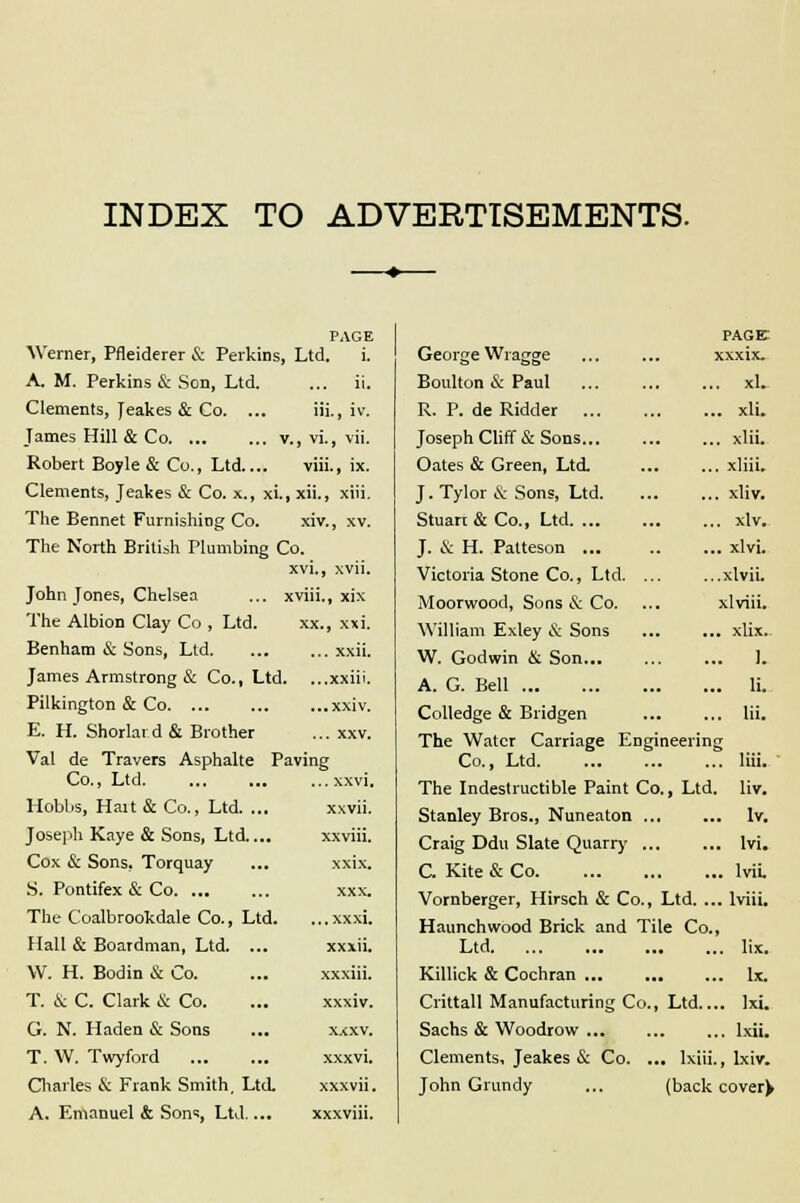 INDEX TO ADVERTISEMENTS.
PAGE
Werner, Pfleiderer & Perkins, Ltd. i.
A. M. Perkins & Son, Ltd. ... ii.
Clements, Jeakes & Co. ... iii., iv.
James Hill & Co. ... ... v., vi., vii.
Robert Boyle & Co., Ltd.... viii., ix.
Clements, Jeakes & Co. x., xi., xii., xiii.
The Bennet Furnishing Co. xiv., xv.
The North British Plumbing Co.
xvi., xvii.
John Jones, Chelsea ... xviii., xix
The Albion Clay Co , Ltd. xx., xxi.
Benham & Sons, Ltd. ... ... xxii.
James Armstrong & Co., Ltd. ...xxiii.
Pilkington & Co. ... ... ...xxiv.
E. H. Shorland & Brother ... xxv.
Val de Travers Asphalte Paving
Co., Ltd. ... ... ...xxvi.
Hobbs, Hart & Co., Ltd. ... xxvii.
Joseph Kaye & Sons, Ltd.... xxviii.
Cox & Sons, Torquay ... xxix.
S. Pontifex & Co. ... ... xxx.
The Coalbrookdale Co., Ltd. ...xxxi.
Hall & Boardman, Ltd. ... xxxii.
W. H. Bodin & Co. ... xxxiii.
T. & C. Clark & Co. ... xxxiv.
G. N. Haden & Sons ... xxxv.
T. W. Twyford ... ... xxxvi.
Charles & Frank Smith, Ltd. xxxvii.
A. Emanuel & Sons, Ltd.... xxxviii.
PAGE
George Wragge ... ... xxxix.
Boulton & Paul ... ... ... xl.
R. P. de Ridder ... ... ... xli.
Joseph Cliff & Sons... ... ... xlii.
Oates & Green, Ltd. ... ... xliii.
J. Tylor & Sons, Ltd. ... ... xliv.
Stuart & Co., Ltd. ... ... ... xlv.
J. & H. Patteson ... .. ... xlvi.
Victoria Stone Co., Ltd. ... ...xlvii.
Moorwood, Sons & Co. ... xlviii.
William Exley & Sons ... ... xlix.
W. Godwin & Son... ... ... l.
A. G. Bell ... ... ... ... li.
Colledge & Bridgen ... ... lii.
The Water Carriage Engineering
Co., Ltd. ... ... ... liii.
The Indestructible Paint Co., Ltd. liv.
Stanley Bros., Nuneaton ... ... lv.
Craig Ddu Slate Quarry ... ... lvi.
C. Kite & Co. ... ... ... lvii.
Vornberger, Hirsch & Co., Ltd. ... lviii.
Haunchwood Brick and Tile Co.,
Ltd. ... ... ... ... lix.
Killick & Cochran ... ... ... lx.
Crittall Manufacturing Co., Ltd.... lxi.
Sachs & Woodrow ... ... ... lxii.
Clements, Jeakes & Co. ... lxiii., lxiv.
John Grundy ... (back cover)